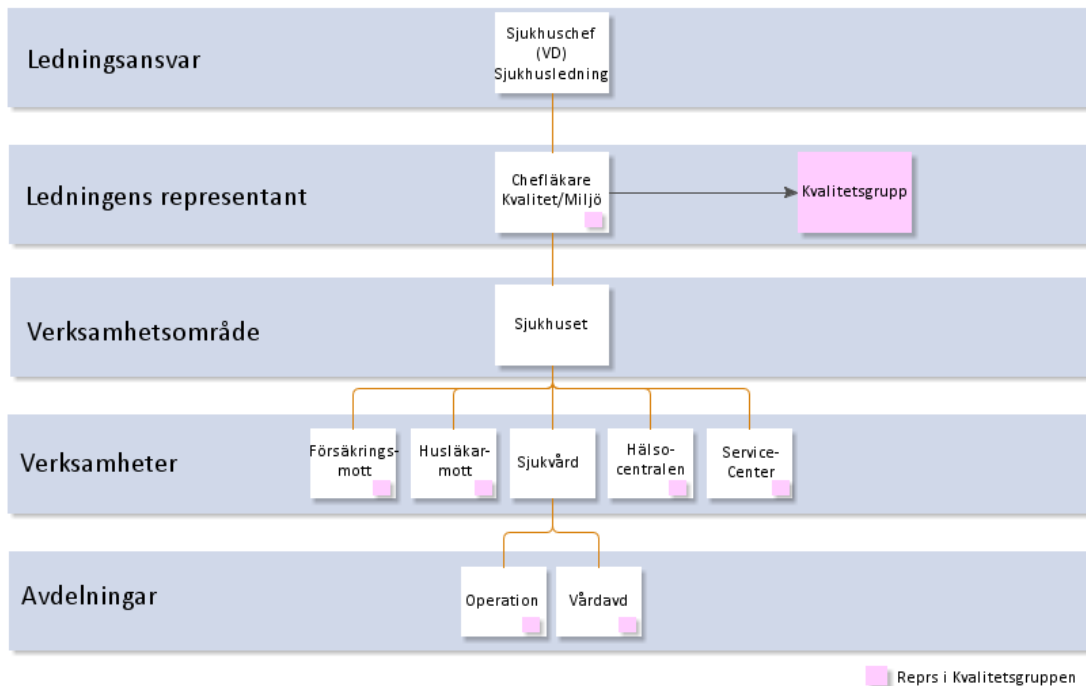 Ledningsansvar
Sjukhuschef
(VD)
Sjukhusledning
Ledningens representant
Chefläkare
Kvalitet/Miljö
Kvalitetsgrupp
Verksamhetsområde
Sjukhuset
Verksamheter
Försäkrings-
mott
Husläkar-
mott
Sjukvård
Hälso-
centralen
Service-
Center
Avdelningar
Operation
Vårdavd
Reprs i Kvalitetsgruppen